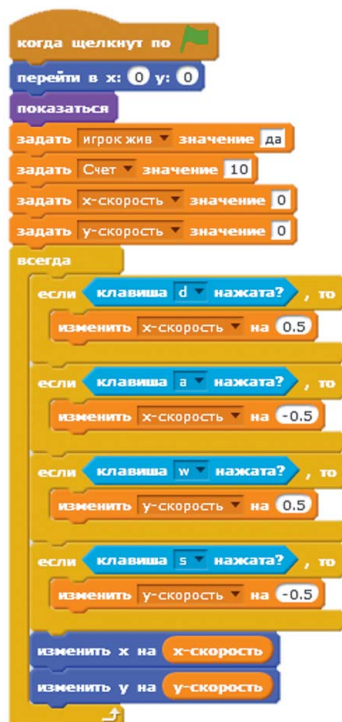 когда щелкнут по
перейти в x: 0 y: 0
показаться
задать игрок жив значение да
задать Счет значение 10
задать х-скорость значение 0
задать у-скорость значение 0
всегда
если клавиша d нажата? , то
изменить х-скорость на 0.5
если клавиша a нажата? , то
изменить х-скорость на -0.5
если клавиша w нажата? , то
изменить у-скорость на 0.5
если клавиша s нажата? , то
изменить у-скорость на -0.5
изменить x на х-скорость
изменить y на у-скорость